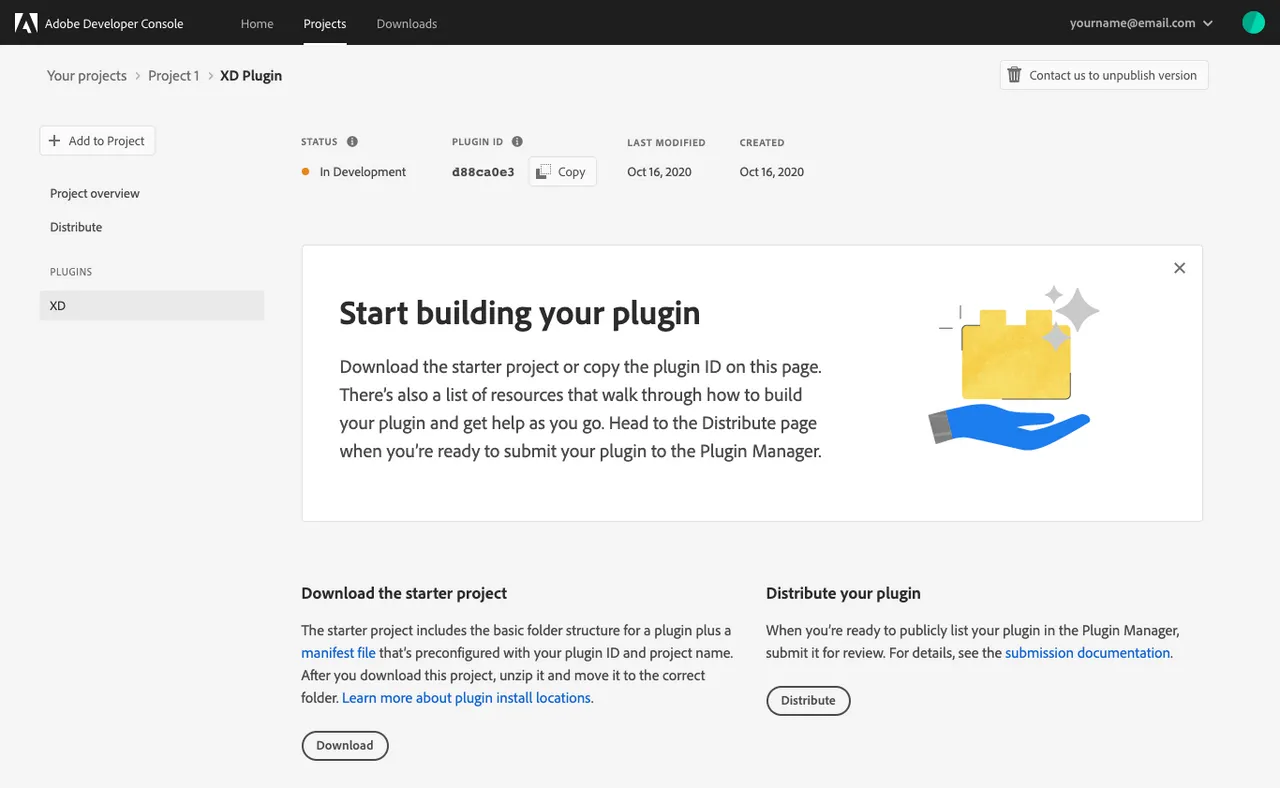 Adobe Developer Console
Home
Projects
Downloads
yourname@email.com
Your projects > Project 1 > XD Plugin
Contact us to unpublish version
+ Add to Project
Project overview
Distribute
PLUGINS
XD
STATUS
In Development
PLUGIN ID
d88ca0e3
Copy
LAST MODIFIED
Oct 16, 2020
CREATED
Oct 16, 2020
Start building your plugin
Download the starter project or copy the plugin ID on this page.
There's also a list of resources that walk through how to build
your plugin and get help as you go. Head to the Distribute page
when you're ready to submit your plugin to the Plugin Manager.
Download the starter project
The starter project includes the basic folder structure for a plugin plus a
manifest file that's preconfigured with your plugin ID and project name.
After you download this project, unzip it and move it to the correct
folder. Learn more about plugin install locations.
Download
Distribute your plugin
When you're ready to publicly list your plugin in the Plugin Manager,
submit it for review. For details, see the submission documentation.
Distribute